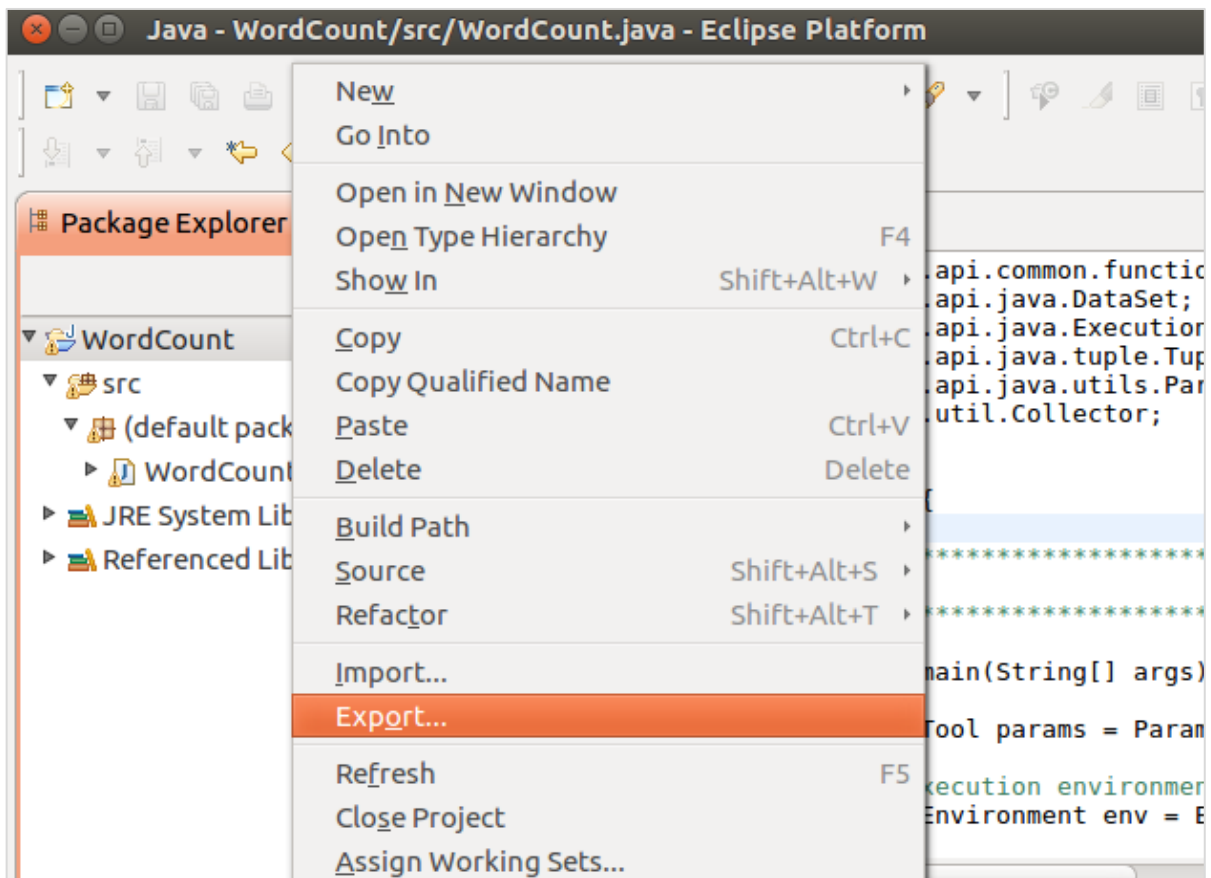 Java - WordCount/src/WordCount.java - Eclipse Platform
Package Explorer
WordCount
src
(default pack
WordCount
JRE System Lib
Referenced Lib
New
Go Into
Open in New Window
Open Type Hierarchy F4
Show In Shift+Alt+W
Copy Ctrl+C
Copy Qualified Name
Paste Ctrl+V
Delete Delete
Build Path
Source Shift+Alt+S
Refactor Shift+Alt+T
Import...
Export...
Refresh F5
Close Project
Assign Working Sets...
.api.common.functio
.api.java.DataSet;
.api.java.Execution
.api.java.tuple.Tup
.api.java.utils.Par
.util.Collector;
{
********************
********************
main(String[] args)
Tool params = Param
xecution environmen
Environment env = E